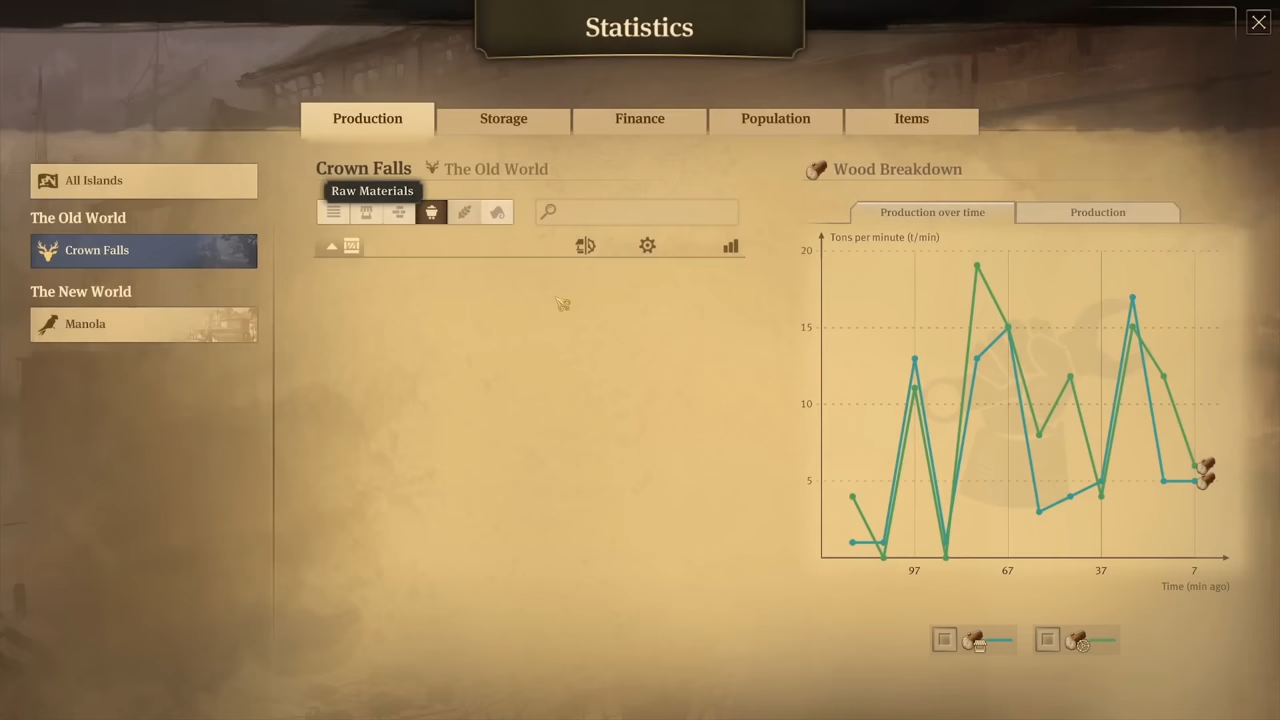 Statistics
Production
Storage
Finance
Population
Items
All Islands
The Old World
Crown Falls
The New World
Manola
Crown Falls The Old World
Raw Materials
Wood Breakdown
Production over time
Production
Tons per minute (t/min)
20
15
10
5
97 67 37 7
Time (min ago)